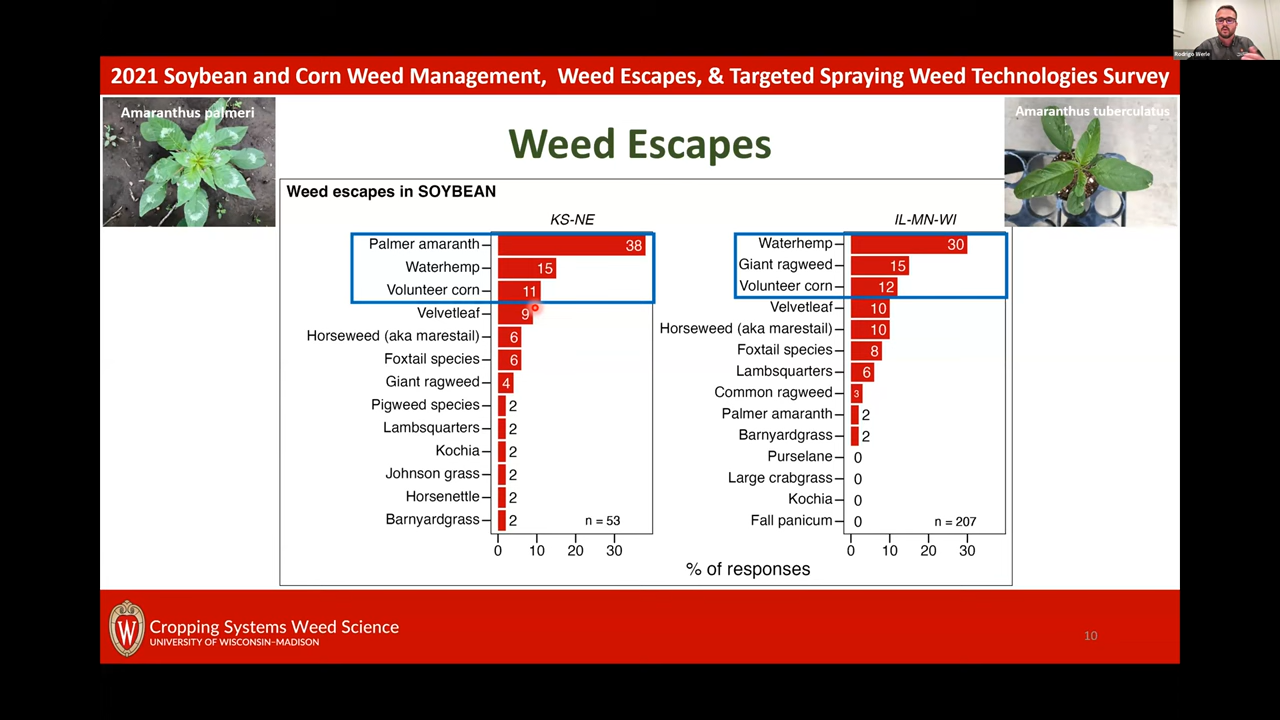 Rodrigo Werle
2021 Soybean and Corn Weed Management, Weed Escapes, & Targeted Spraying Weed Technologies Survey
Amaranthus palmeri
Amaranthus tuberculatus
Weed Escapes
Weed escapes in SOYBEAN
KS-NE
Palmer amaranth 38
Waterhemp 15
Volunteer corn 11
Velvetleaf 9
Horseweed (aka marestail) 6
Foxtail species 6
Giant ragweed 4
Pigweed species 2
Lambsquarters 2
Kochia 2
Johnson grass 2
Horsenettle 2
Barnyardgrass 2
n = 53
0 10 20 30
IL-MN-WI
Waterhemp 30
Giant ragweed 15
Volunteer corn 12
Velvetleaf 10
Horseweed (aka marestail) 10
Foxtail species 8
Lambsquarters 6
Common ragweed 3
Palmer amaranth 2
Barnyardgrass 2
Purselane 0
Large crabgrass 0
Kochia 0
Fall panicum 0
n = 207
0 10 20 30
% of responses
W
Cropping Systems Weed Science
UNIVERSITY OF WISCONSIN–MADISON
10